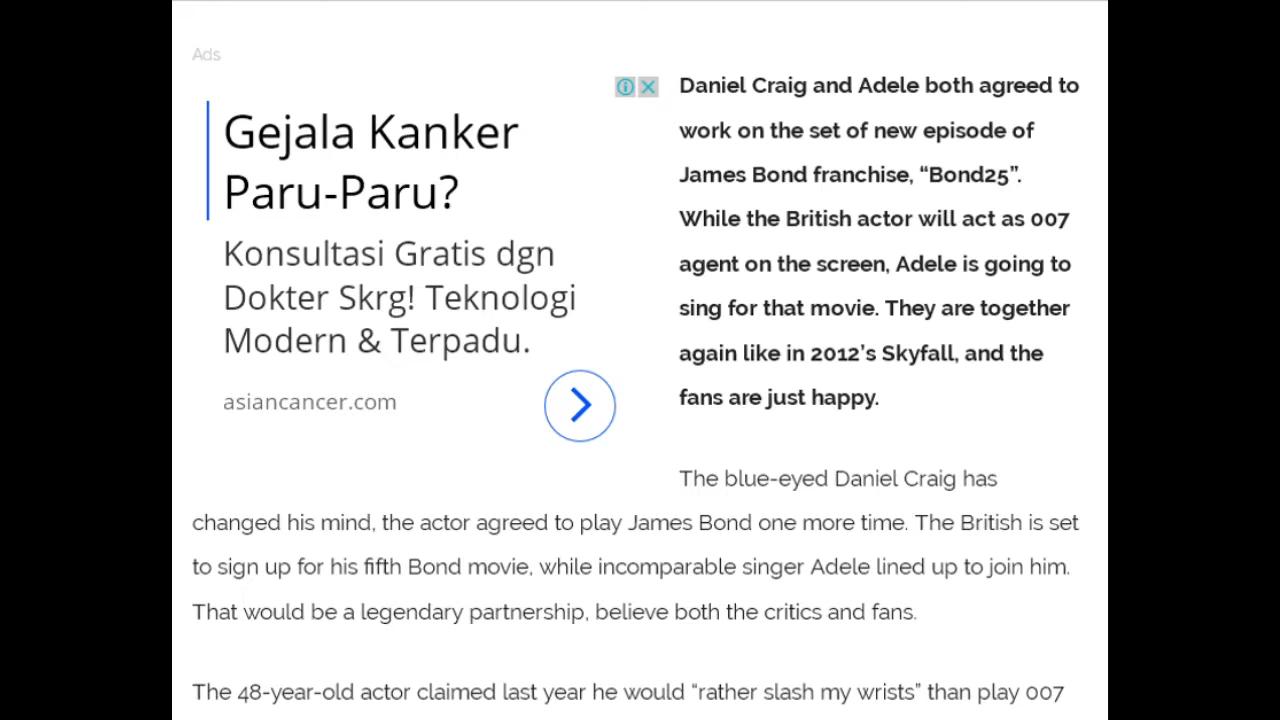 Ads
Gejala Kanker
Paru-Paru?
Konsultasi Gratis dgn
Dokter Skrg! Teknologi
Modern & Terpadu.
asiancancer.com
Daniel Craig and Adele both agreed to
work on the set of new episode of
James Bond franchise, “Bond25”.
While the British actor will act as 007
agent on the screen, Adele is going to
sing for that movie. They are together
again like in 2012’s Skyfall, and the
fans are just happy.
The blue-eyed Daniel Craig has
changed his mind, the actor agreed to play James Bond one more time. The British is set
to sign up for his fifth Bond movie, while incomparable singer Adele lined up to join him.
That would be a legendary partnership, believe both the critics and fans.
The 48-year-old actor claimed last year he would “rather slash my wrists” than play 007